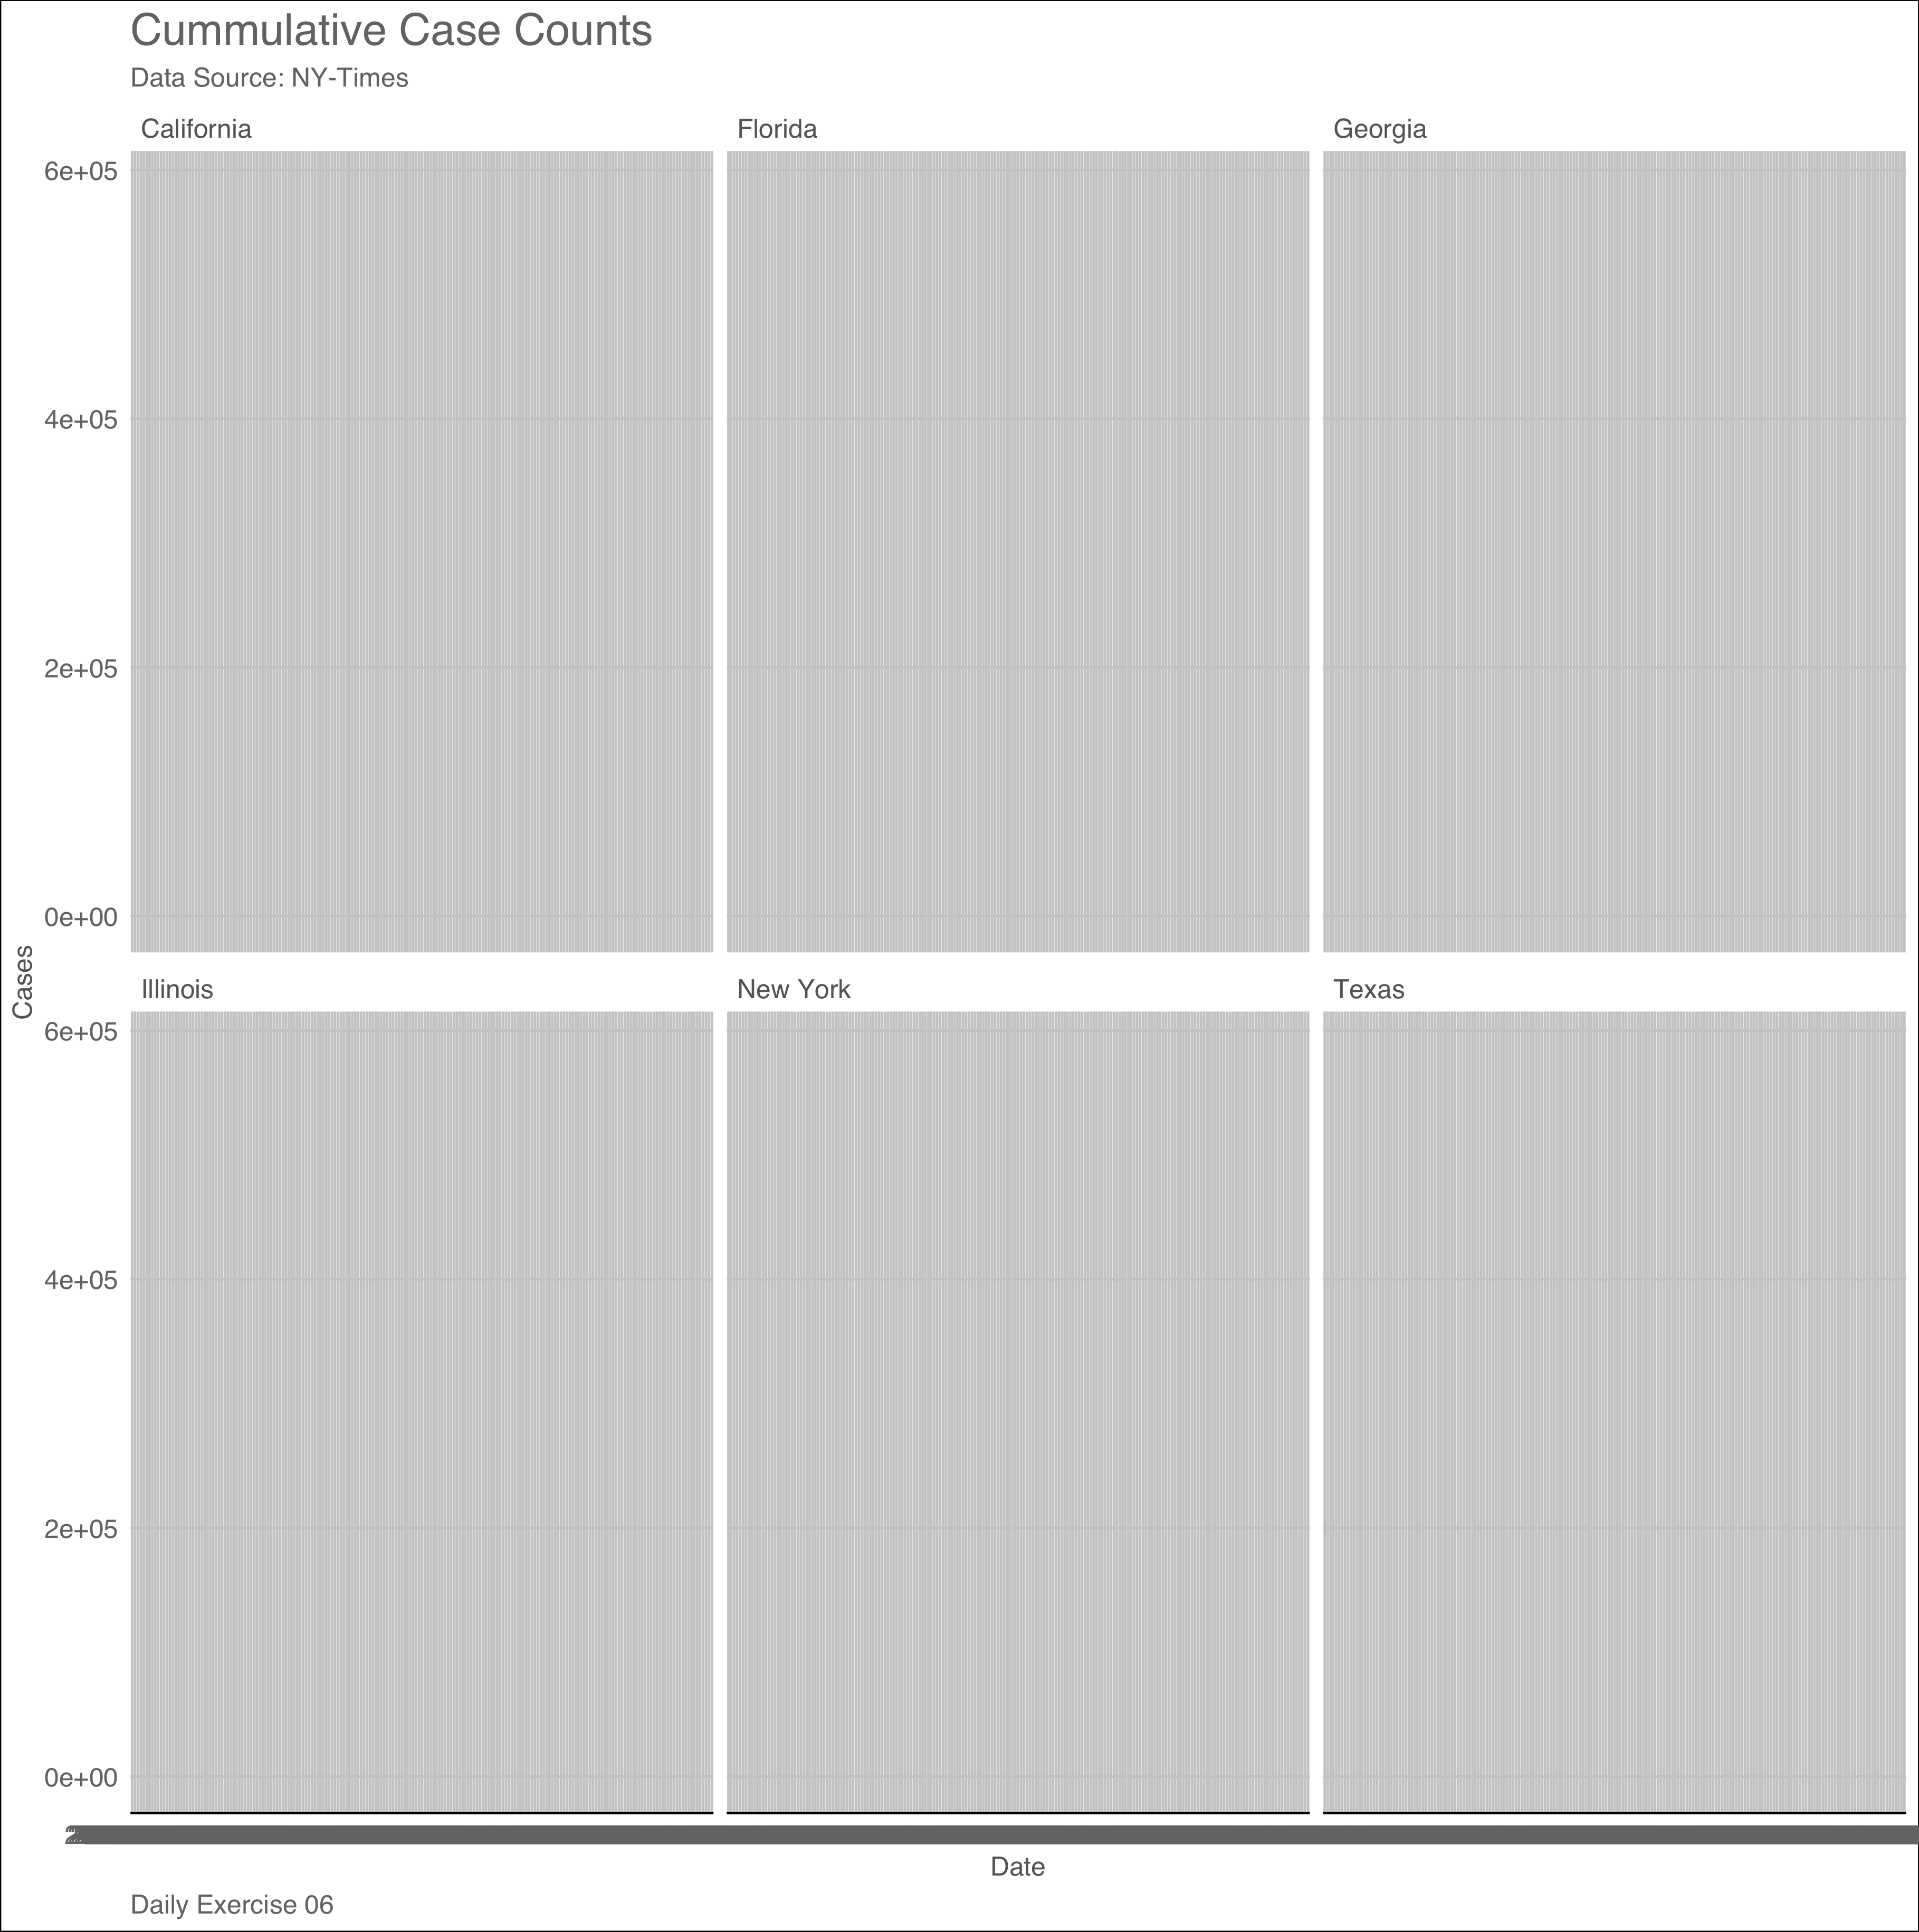 Cummulative Case Counts
Data Source: NY-Times
California
Florida
Georgia
6e+05
4e+05
2e+05
0e+00
Cases
Illinois
New York
Texas
6e+05
4e+05
2e+05
0e+00
Date
Daily Exercise 06